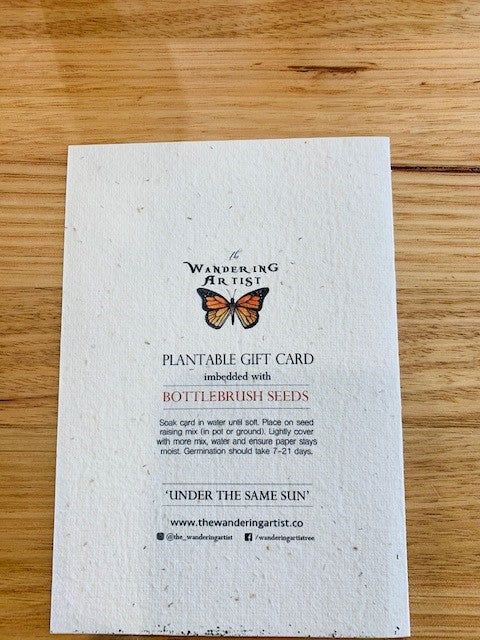 the
WANDERING
ARTIST
PLANTABLE GIFT CARD
imbedded with
BOTTLEBRUSH SEEDS
Soak card in water until soft. Place on seed
raising mix (in pot or ground). Lightly cover
with more mix, water and ensure paper stays
moist. Germination should take 7-21 days.
'UNDER THE SAME SUN'
www.thewanderingartist.co
@the_wanderingartist /wanderingartistree